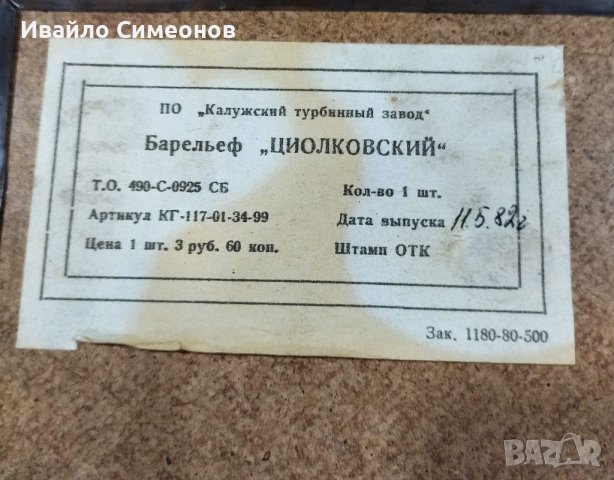 Ивайло Симеонов
ПО „Калужский турбинный завод"
Барельеф „ЦИОЛКОВСКИЙ"
Т.О. 490-С-0925 СБ
Кол-во 1 шт.
Артикул КГ-117-01-34-99
Дата выпуска 11.5.82г
Цена 1 шт. 3 руб. 60 коп.
Штамп ОТК
Зак. 1180-80-500
BAZAR